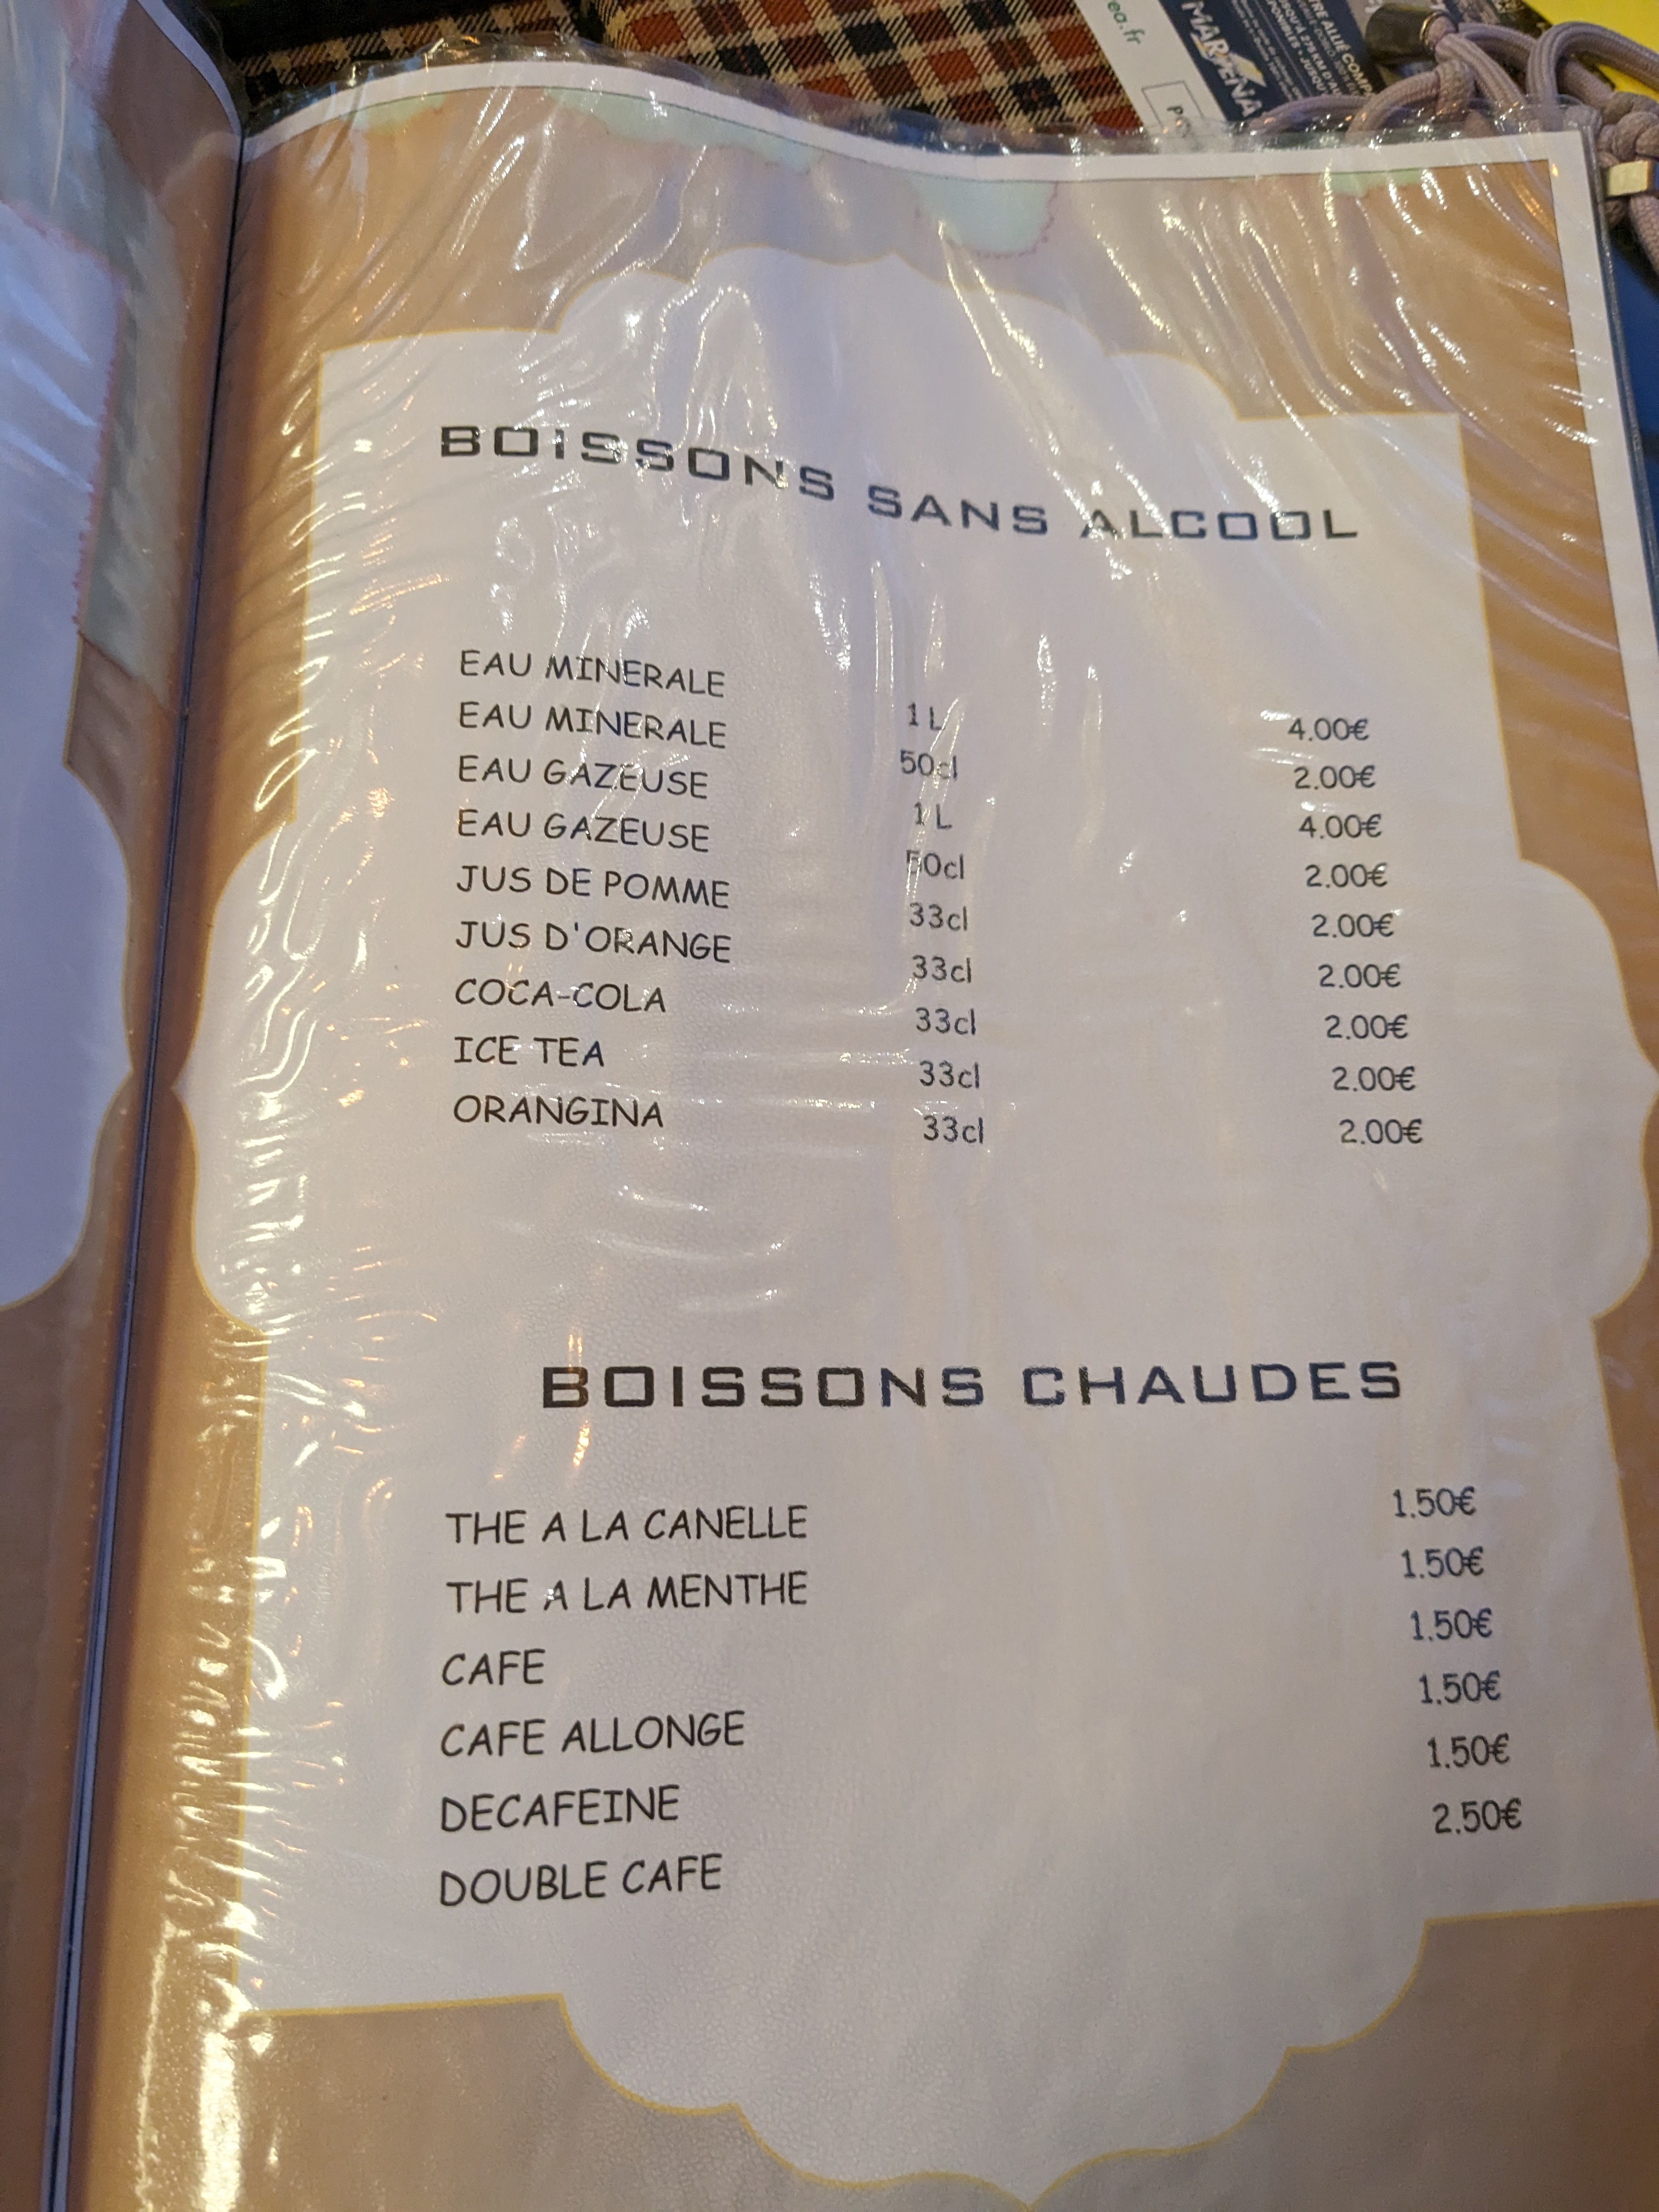 ea.fr
MARVENA
BOISSONS SANS ALCOOL
EAU MINERALE 1 L 4.00€
EAU MINERALE 50cl 2.00€
EAU GAZEUSE 1 L 4.00€
EAU GAZEUSE 50cl 2.00€
JUS DE POMME 33cl 2.00€
JUS D'ORANGE 33cl 2.00€
COCA-COLA 33cl 2.00€
ICE TEA 33cl 2.00€
ORANGINA 33cl 2.00€
BOISSONS CHAUDES
THE A LA CANELLE 1.50€
THE A LA MENTHE 1.50€
CAFE 1.50€
CAFE ALLONGE 1.50€
DECAFEINE 1.50€
DOUBLE CAFE 2.50€